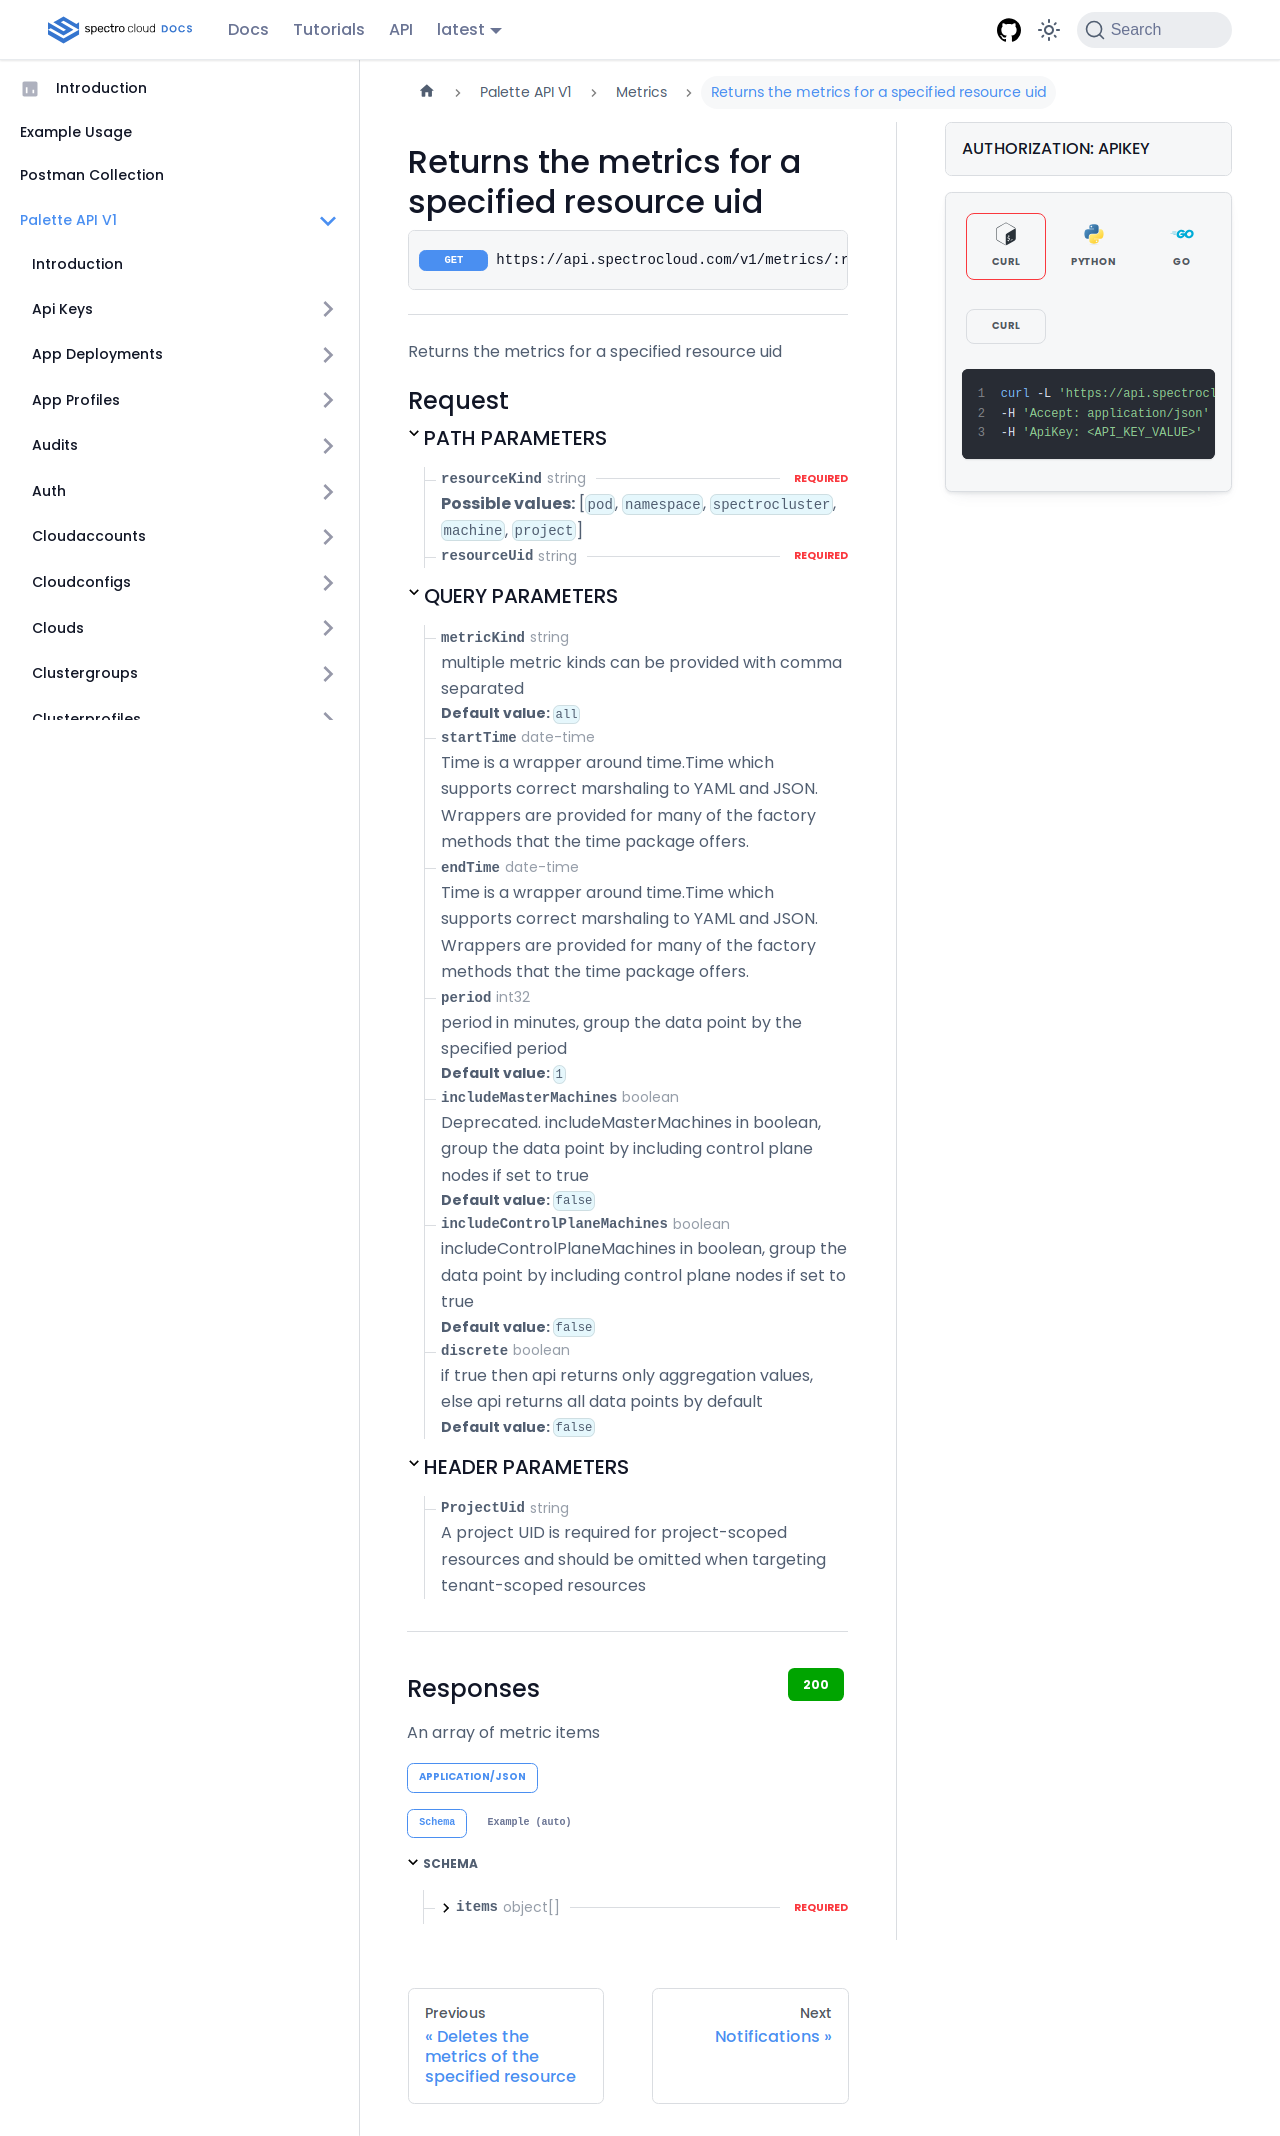 spectro cloud DOCS
Docs Tutorials API latest
Search
Introduction
Example Usage
Postman Collection
Palette API V1
Introduction
Api Keys
App Deployments
App Profiles
Audits
Auth
Cloudaccounts
Cloudconfigs
Clouds
Clustergroups
Clusterprofiles
Palette API V1
Metrics
Returns the metrics for a specified resource uid
Returns the metrics for a
specified resource uid
GET https://api.spectrocloud.com/v1/metrics/:r
Returns the metrics for a specified resource uid
Request
PATH PARAMETERS
resourceKind string REQUIRED
Possible values: [pod, namespace, spectrocluster,
machine, project]
resourceUid string REQUIRED
QUERY PARAMETERS
metricKind string
multiple metric kinds can be provided with comma
separated
Default value: all
startTime date-time
Time is a wrapper around time.Time which
supports correct marshaling to YAML and JSON.
Wrappers are provided for many of the factory
methods that the time package offers.
endTime date-time
Time is a wrapper around time.Time which
supports correct marshaling to YAML and JSON.
Wrappers are provided for many of the factory
methods that the time package offers.
period int32
period in minutes, group the data point by the
specified period
Default value: 1
includeMasterMachines boolean
Deprecated. includeMasterMachines in boolean,
group the data point by including control plane
nodes if set to true
Default value: false
includeControlPlaneMachines boolean
includeControlPlaneMachines in boolean, group the
data point by including control plane nodes if set to
true
Default value: false
discrete boolean
if true then api returns only aggregation values,
else api returns all data points by default
Default value: false
HEADER PARAMETERS
ProjectUid string
A project UID is required for project-scoped
resources and should be omitted when targeting
tenant-scoped resources
Responses
200
An array of metric items
APPLICATION/JSON
Schema Example (auto)
SCHEMA
items object[] REQUIRED
Previous
« Deletes the
metrics of the
specified resource
Next
Notifications »
AUTHORIZATION: APIKEY
CURL PYTHON GO
CURL
1 curl -L 'https://api.spectrocl
2 -H 'Accept: application/json'
3 -H 'ApiKey: <API_KEY_VALUE>'